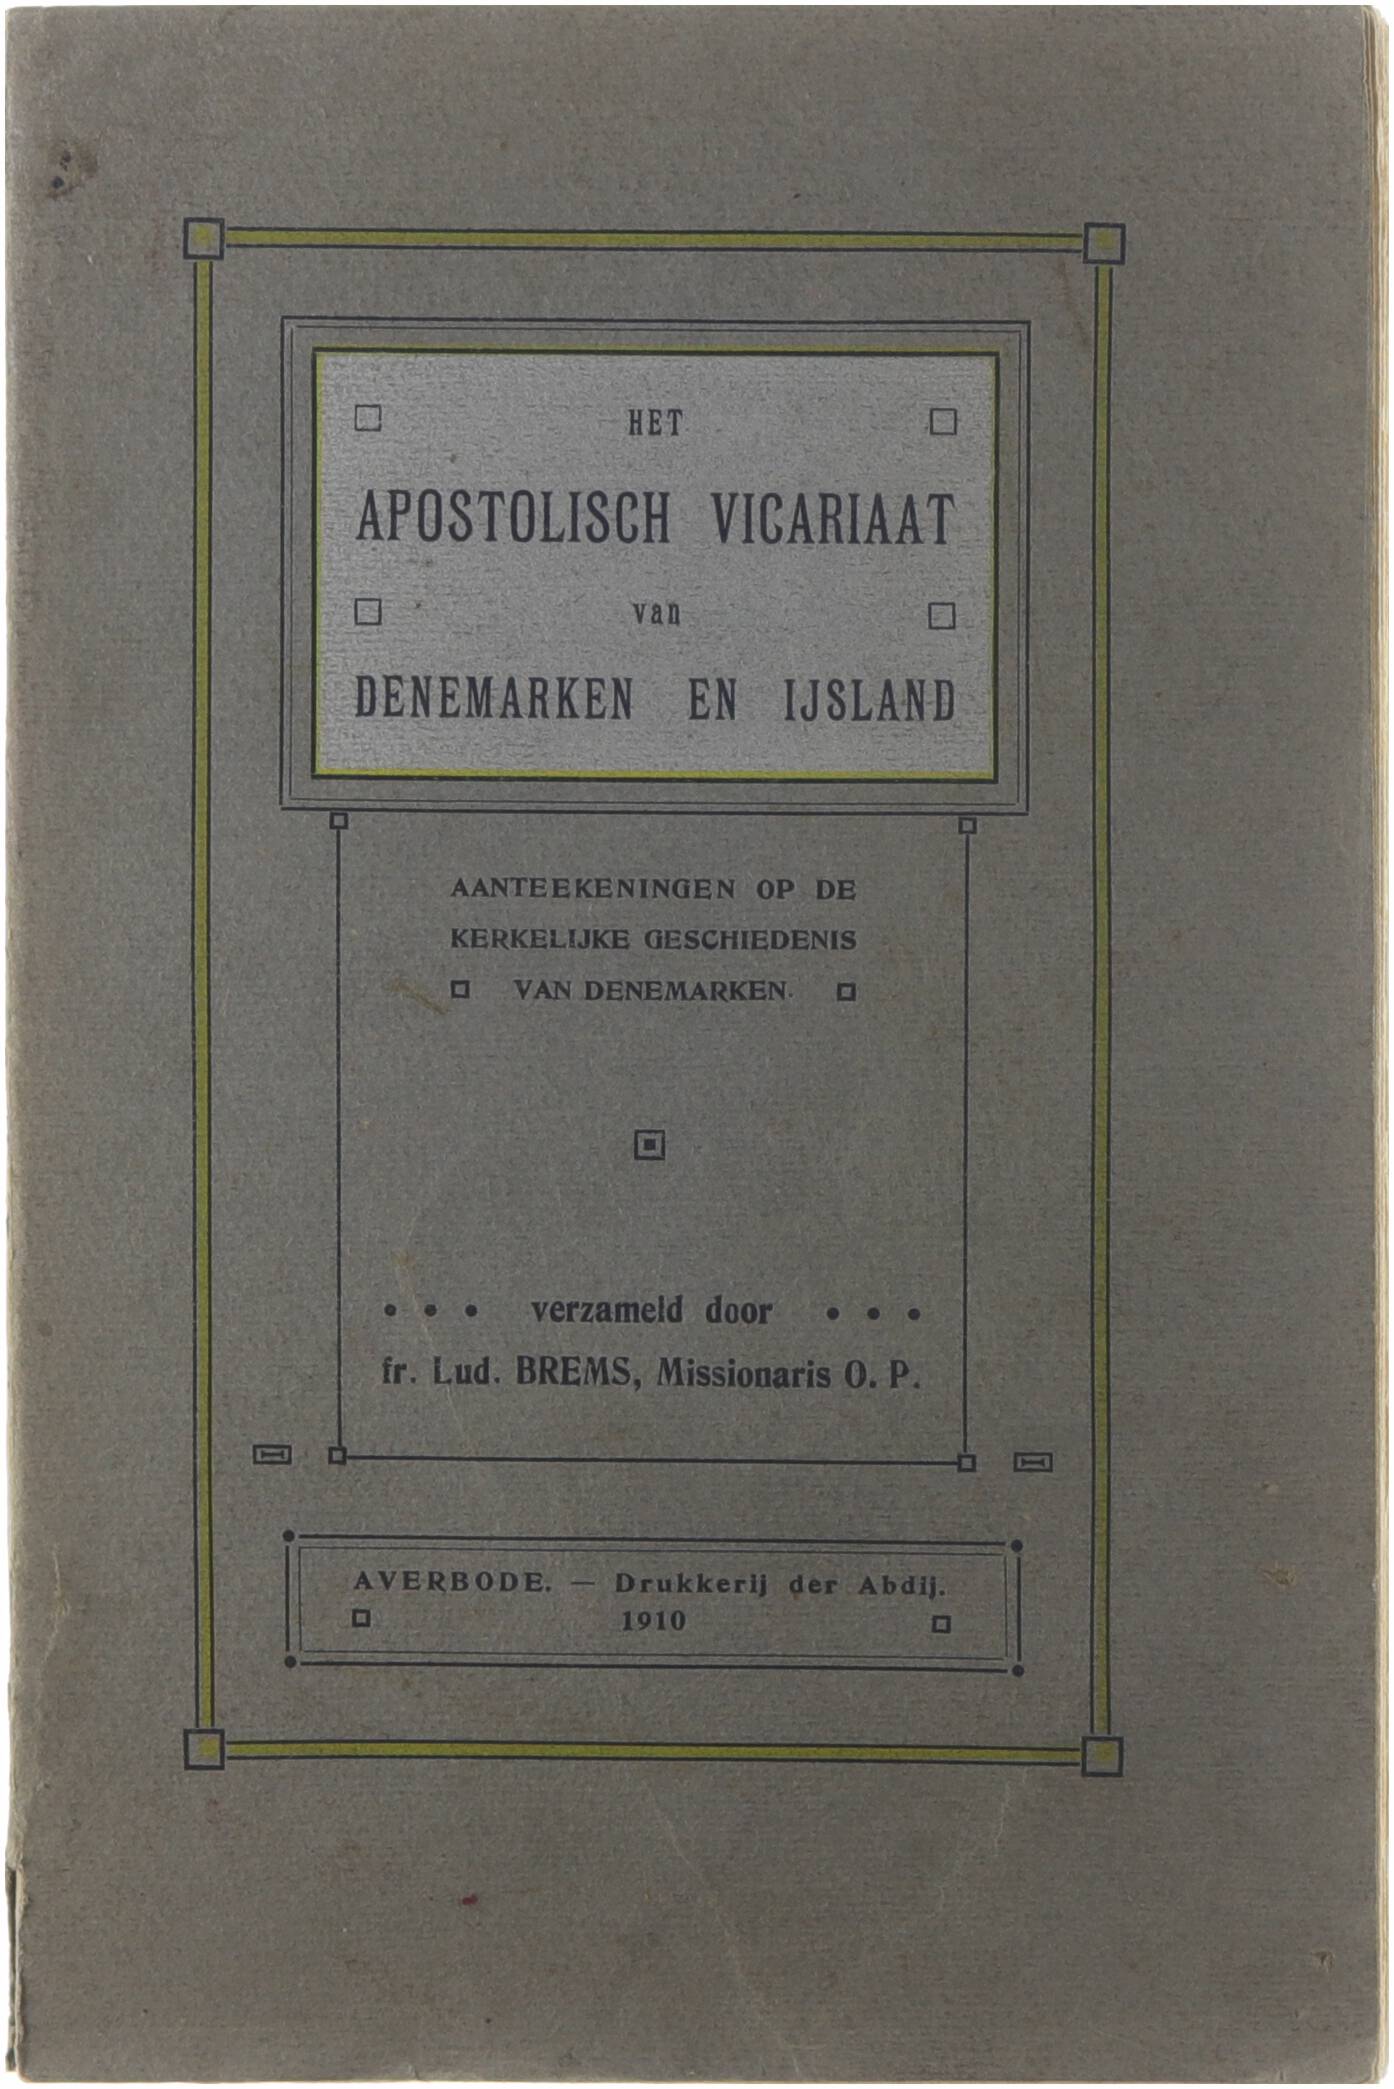 HET
APOSTOLISCH VICARIAAT
van
DENEMARKEN EN IJSLAND
AANTEEKENINGEN OP DE
KERKELIJKE GESCHIEDENIS
VAN DENEMARKEN.
• • • verzameld door • • •
fr. Lud. BREMS, Missionaris O. P.
AVERBODE. — Drukkerij der Abdij.
1910